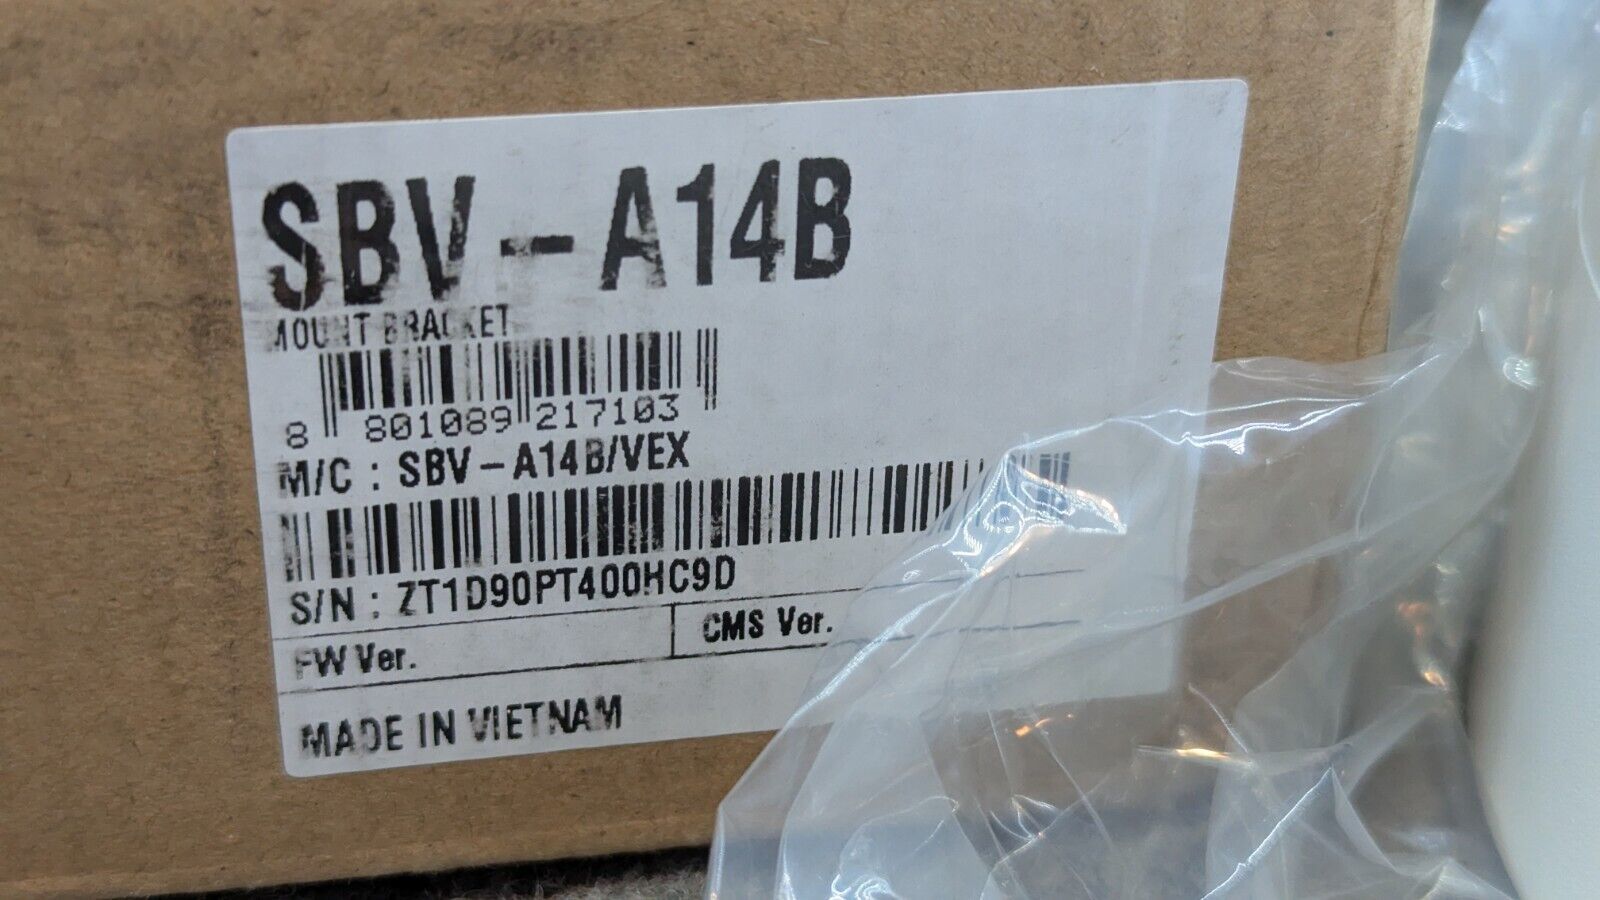 SBV-A14B
MOUNT BRACKET
8 801089 217103
M/C : SBV-A14B/VEX
S/N : ZT1D90PT400HC9D
FW Ver. CMS Ver.
MADE IN VIETNAM